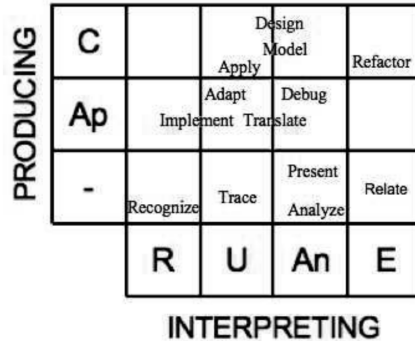 PRODUCING
C
Design
Model
Apply
Refactor
Ap
Adapt
Debug
Implement
Translate
-
Recognize
Trace
Present
Analyze
Relate
R
U
An
E
INTERPRETING